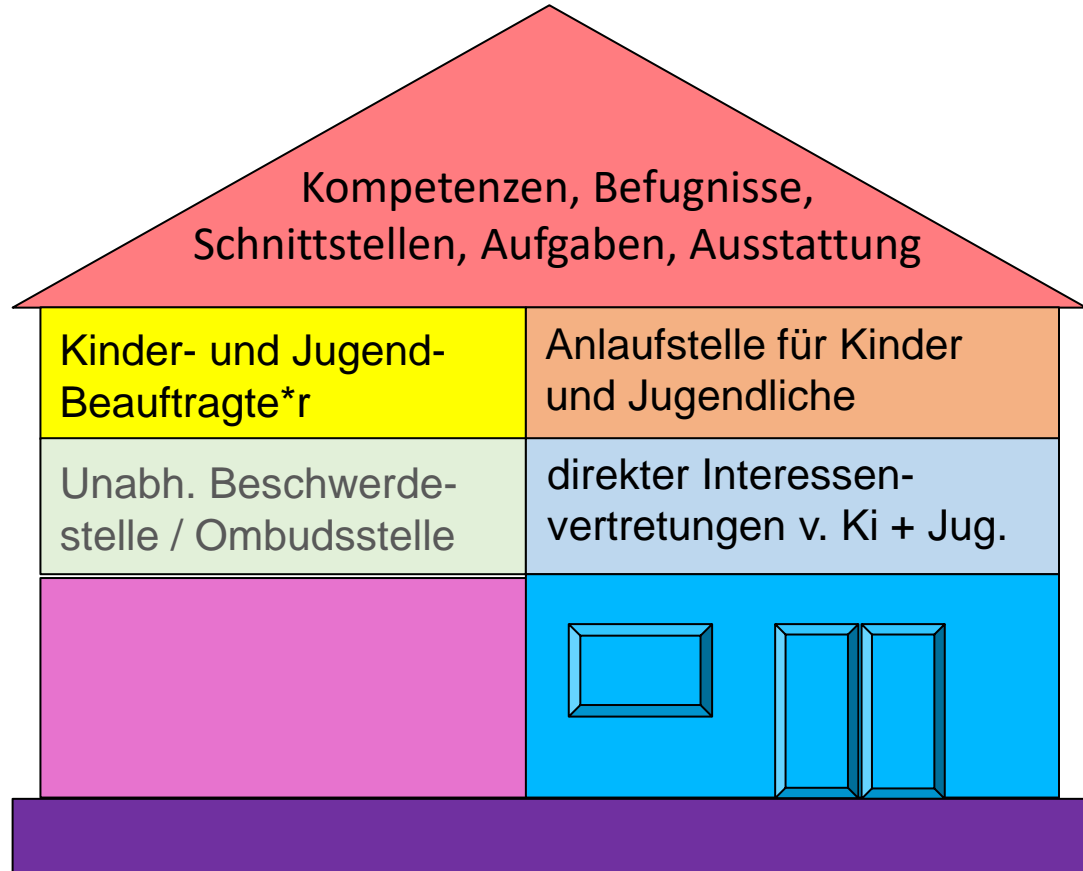 Kompetenzen, Befugnisse,
Schnittstellen, Aufgaben, Ausstattung
Kinder- und Jugend-
Beauftragte*r
Anlaufstelle für Kinder
und Jugendliche
Unabh. Beschwerde-
stelle / Ombudsstelle
direkter Interessen-
vertretungen v. Ki + Jug.